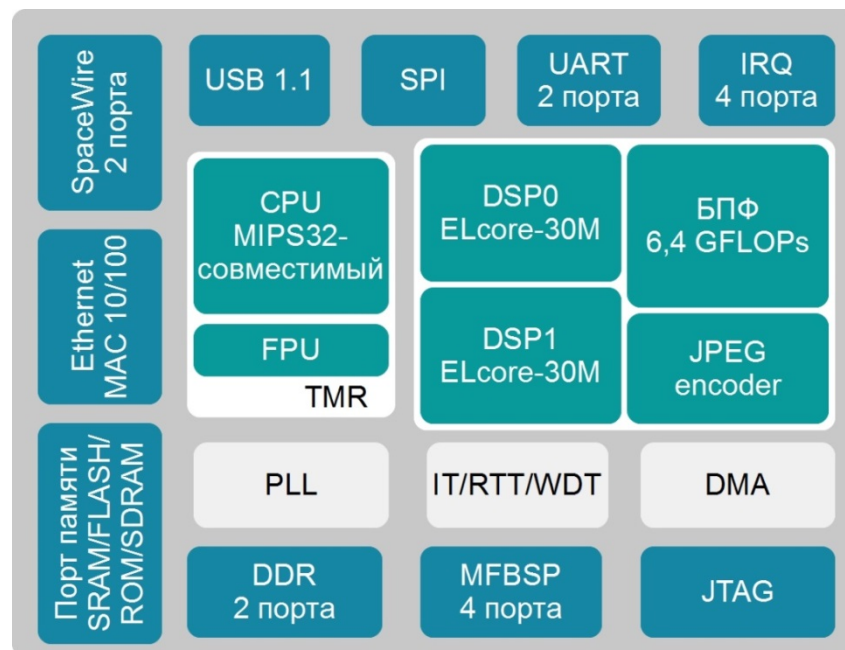 SpaceWire
2 порта
USB 1.1
SPI
UART
2 порта
IRQ
4 порта
Ethernet
MAC 10/100
CPU
MIPS32-
совместимый
FPU
TMR
DSP0
ELcore-30M
БПФ
6,4 GFLOPs
DSP1
ELcore-30M
JPEG
encoder
Порт памяти
SRAM/FLASH/
ROM/SDRAM
PLL
IT/RTT/WDT
DMA
DDR
2 порта
MFBSP
4 порта
JTAG